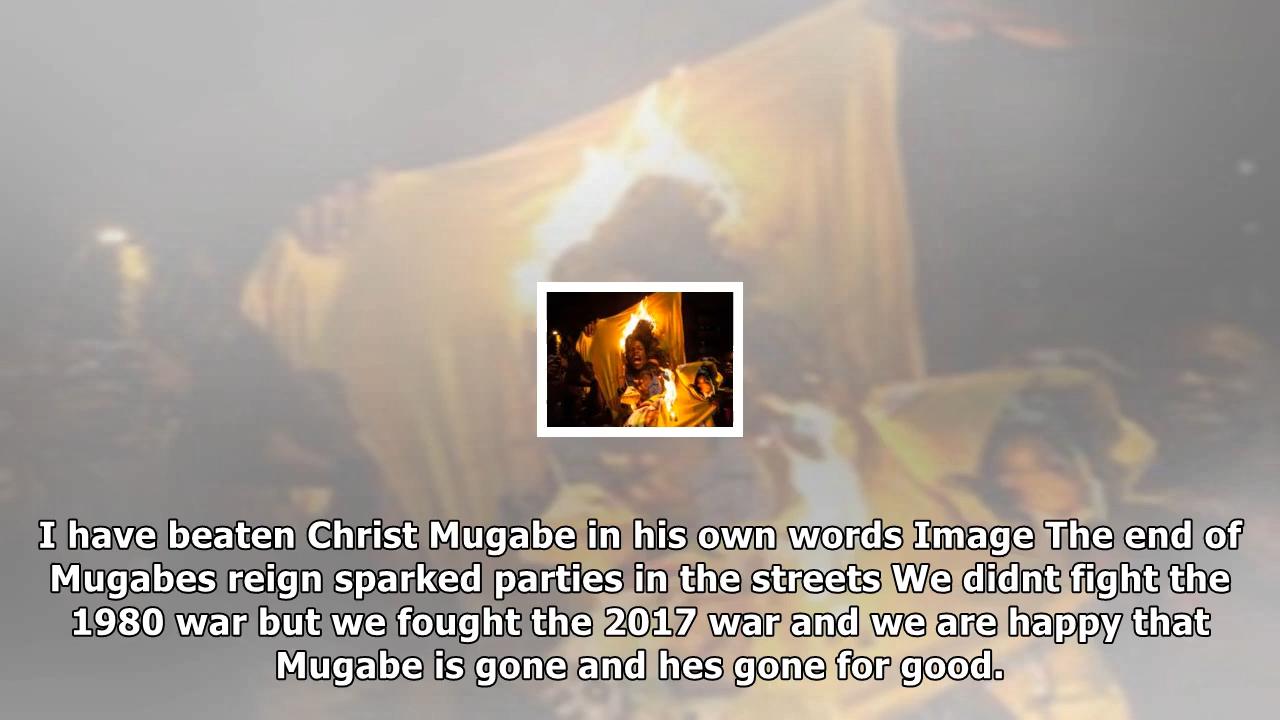 I have beaten Christ Mugabe in his own words Image The end of
Mugabes reign sparked parties in the streets We didnt fight the
1980 war but we fought the 2017 war and we are happy that
Mugabe is gone and hes gone for good.